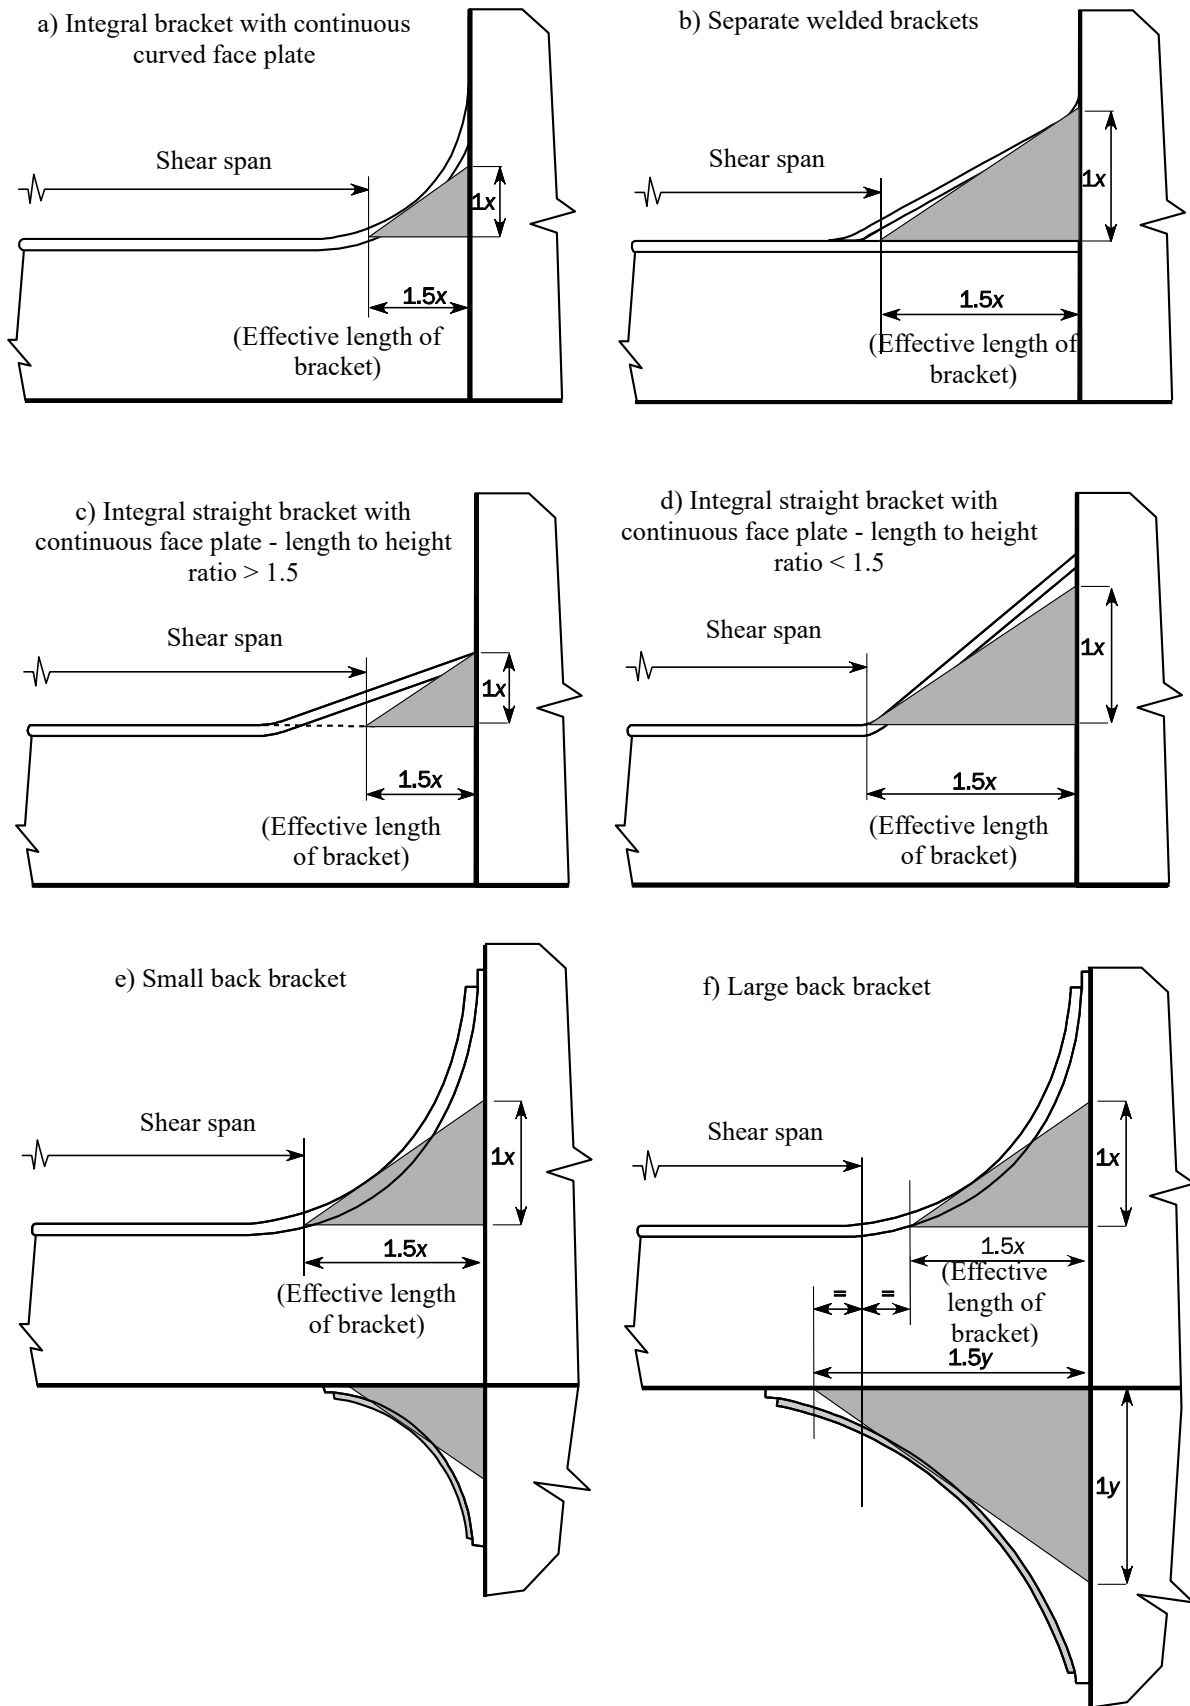 a) Integral bracket with continuous
curved face plate
Shear span
1x
1.5x
(Effective length of
bracket)
b) Separate welded brackets
Shear span
1x
1.5x
(Effective length of
bracket)
c) Integral straight bracket with
continuous face plate - length to height
ratio > 1.5
Shear span
1x
1.5x
(Effective length
of bracket)
d) Integral straight bracket with
continuous face plate - length to height
ratio < 1.5
Shear span
1x
1.5x
(Effective length
of bracket)
e) Small back bracket
Shear span
1x
1.5x
(Effective length
of bracket)
f) Large back bracket
Shear span
1x
1.5x
(Effective
length of
bracket)
= =
1.5y
1y